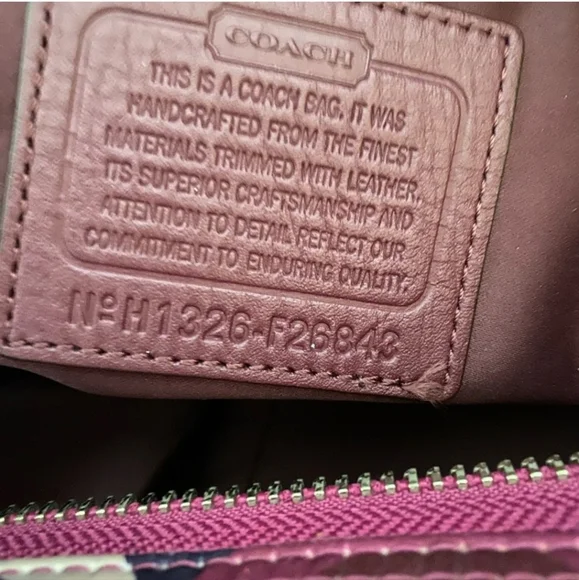 COACH
THIS IS A COACH BAG. IT WAS
HANDCRAFTED FROM THE FINEST
MATERIALS TRIMMED WITH LEATHER.
ITS SUPERIOR CRAFTSMANSHIP AND
ATTENTION TO DETAIL REFLECT OUR
COMMITMENT TO ENDURING QUALITY.
Nº H1326-F26843